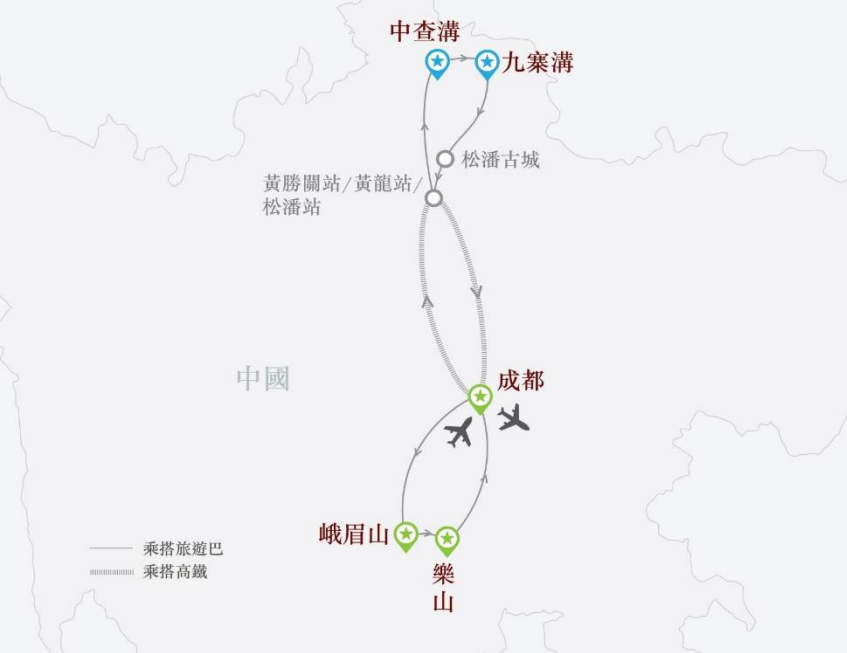 中查溝
九寨溝
松潘古城
黃勝關站/黃龍站/
松潘站
中國
成都
峨眉山
樂
山
乘搭旅遊巴
乘搭高鐵